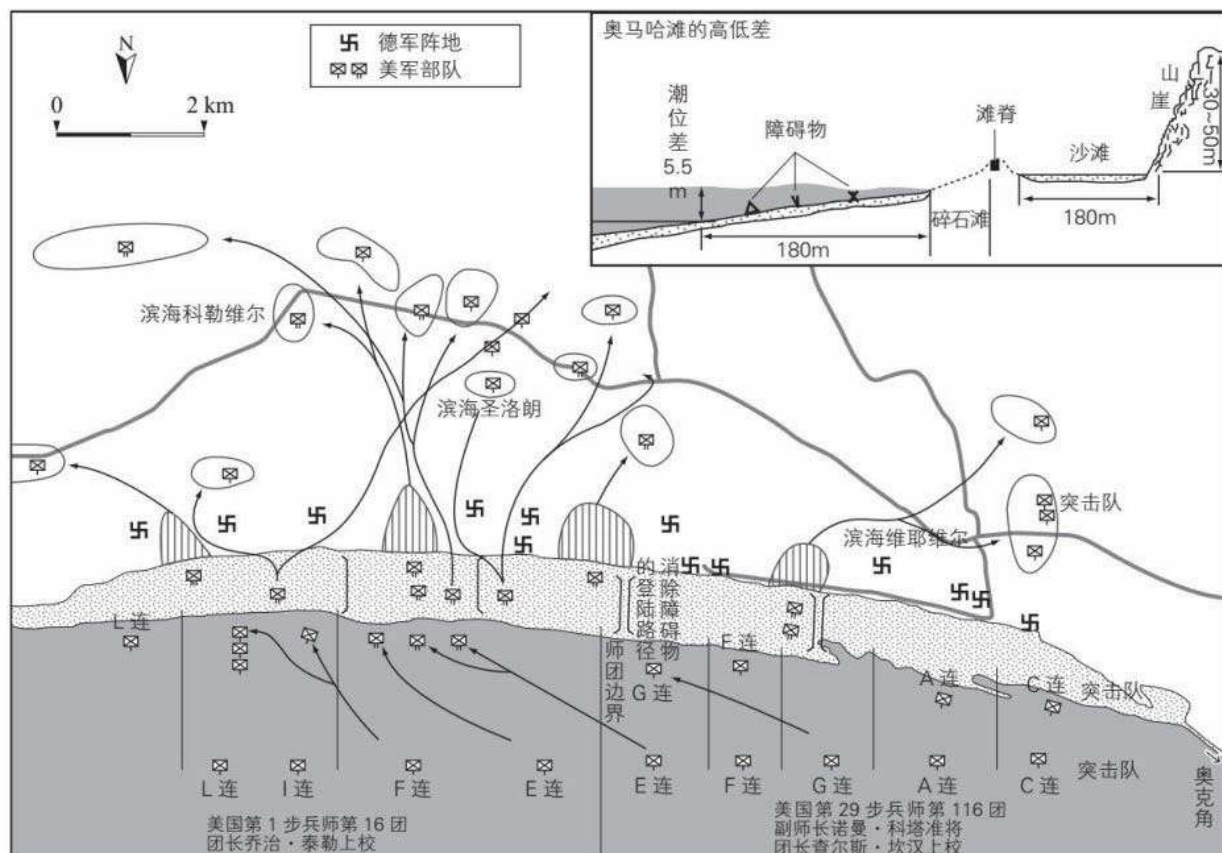 N
0
2 km
德军阵地
美军部队
奥马哈滩的高低差
潮位差
5.5
m
障碍物
滩脊
沙滩
山崖
30~50m
碎石滩
180m
180m
滨海科勒维尔
滨海圣洛朗
突击队
滨海维耶维尔
消除障碍物
的登陆路径
师团边界
L 连
G 连
F 连
A 连
C 连
突击队
L 连
I 连
F 连
E 连
E 连
F 连
G 连
A 连
C 连
突击队
奥克角
美国第 1 步兵师第 16 团
团长乔治·泰勒上校
美国第 29 步兵师第 116 团
副师长诺曼·科塔准将
团长查尔斯·坎汉上校